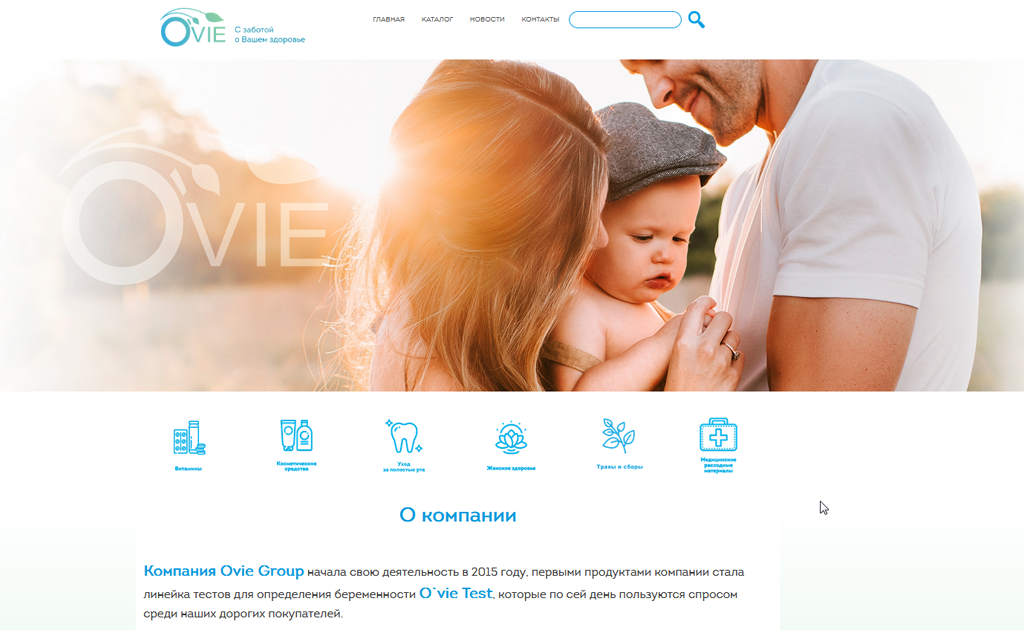 OVIE
С заботой
о Вашем здоровье
ГЛАВНАЯ КАТАЛОГ НОВОСТИ КОНТАКТЫ
OVIE
Витамины
Косметические
средства
Уход
за полостью рта
Женское здоровье
Травы и сборы
Медицинские
расходные
материалы
О компании
Компания Ovie Group начала свою деятельность в 2015 году, первыми продуктами компании стала
линейка тестов для определения беременности O`vie Test, которые по сей день пользуются спросом
среди наших дорогих покупателей.